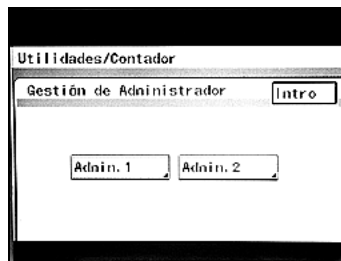 Utilidades/Contador
Gestión de Administrador
Intro
Admin. 1
Admin. 2